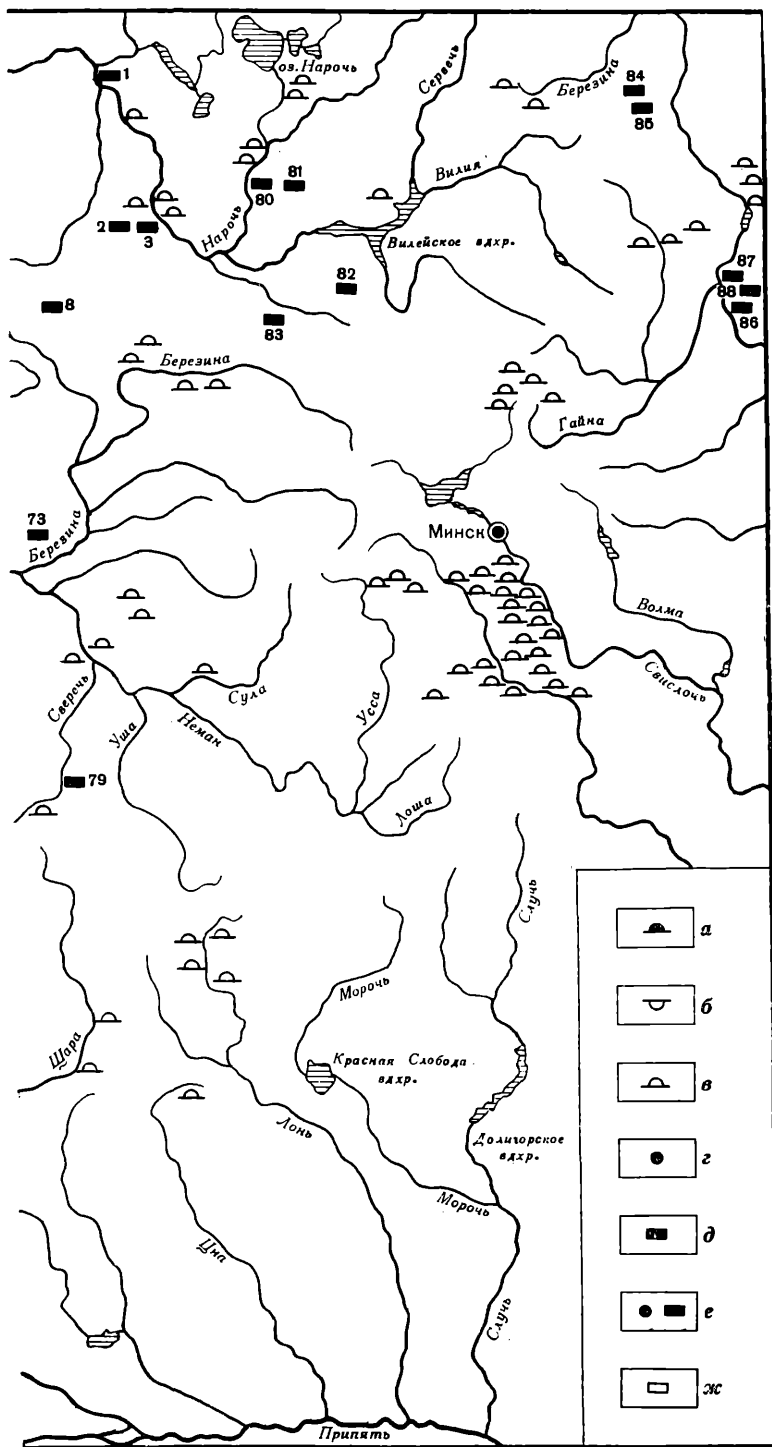 1
оз. Нарочь
Сервечь
Березина
84
85
80
81
Вилия
2
3
Нарочь
Вилейское вдхр.
82
87
88
86
8
83
Березина
Гайна
73
Березина
Минск
Волма
Свислочь
Сверечь
Уша
Сула
Неман
Усса
79
Лоша
Случь
а
б
Морочь
Щара
Красная Слобода
вдхр.
в
Лонь
Долигорское
вдхр.
г
Морочь
Цна
д
Случь
е
ж
Припять